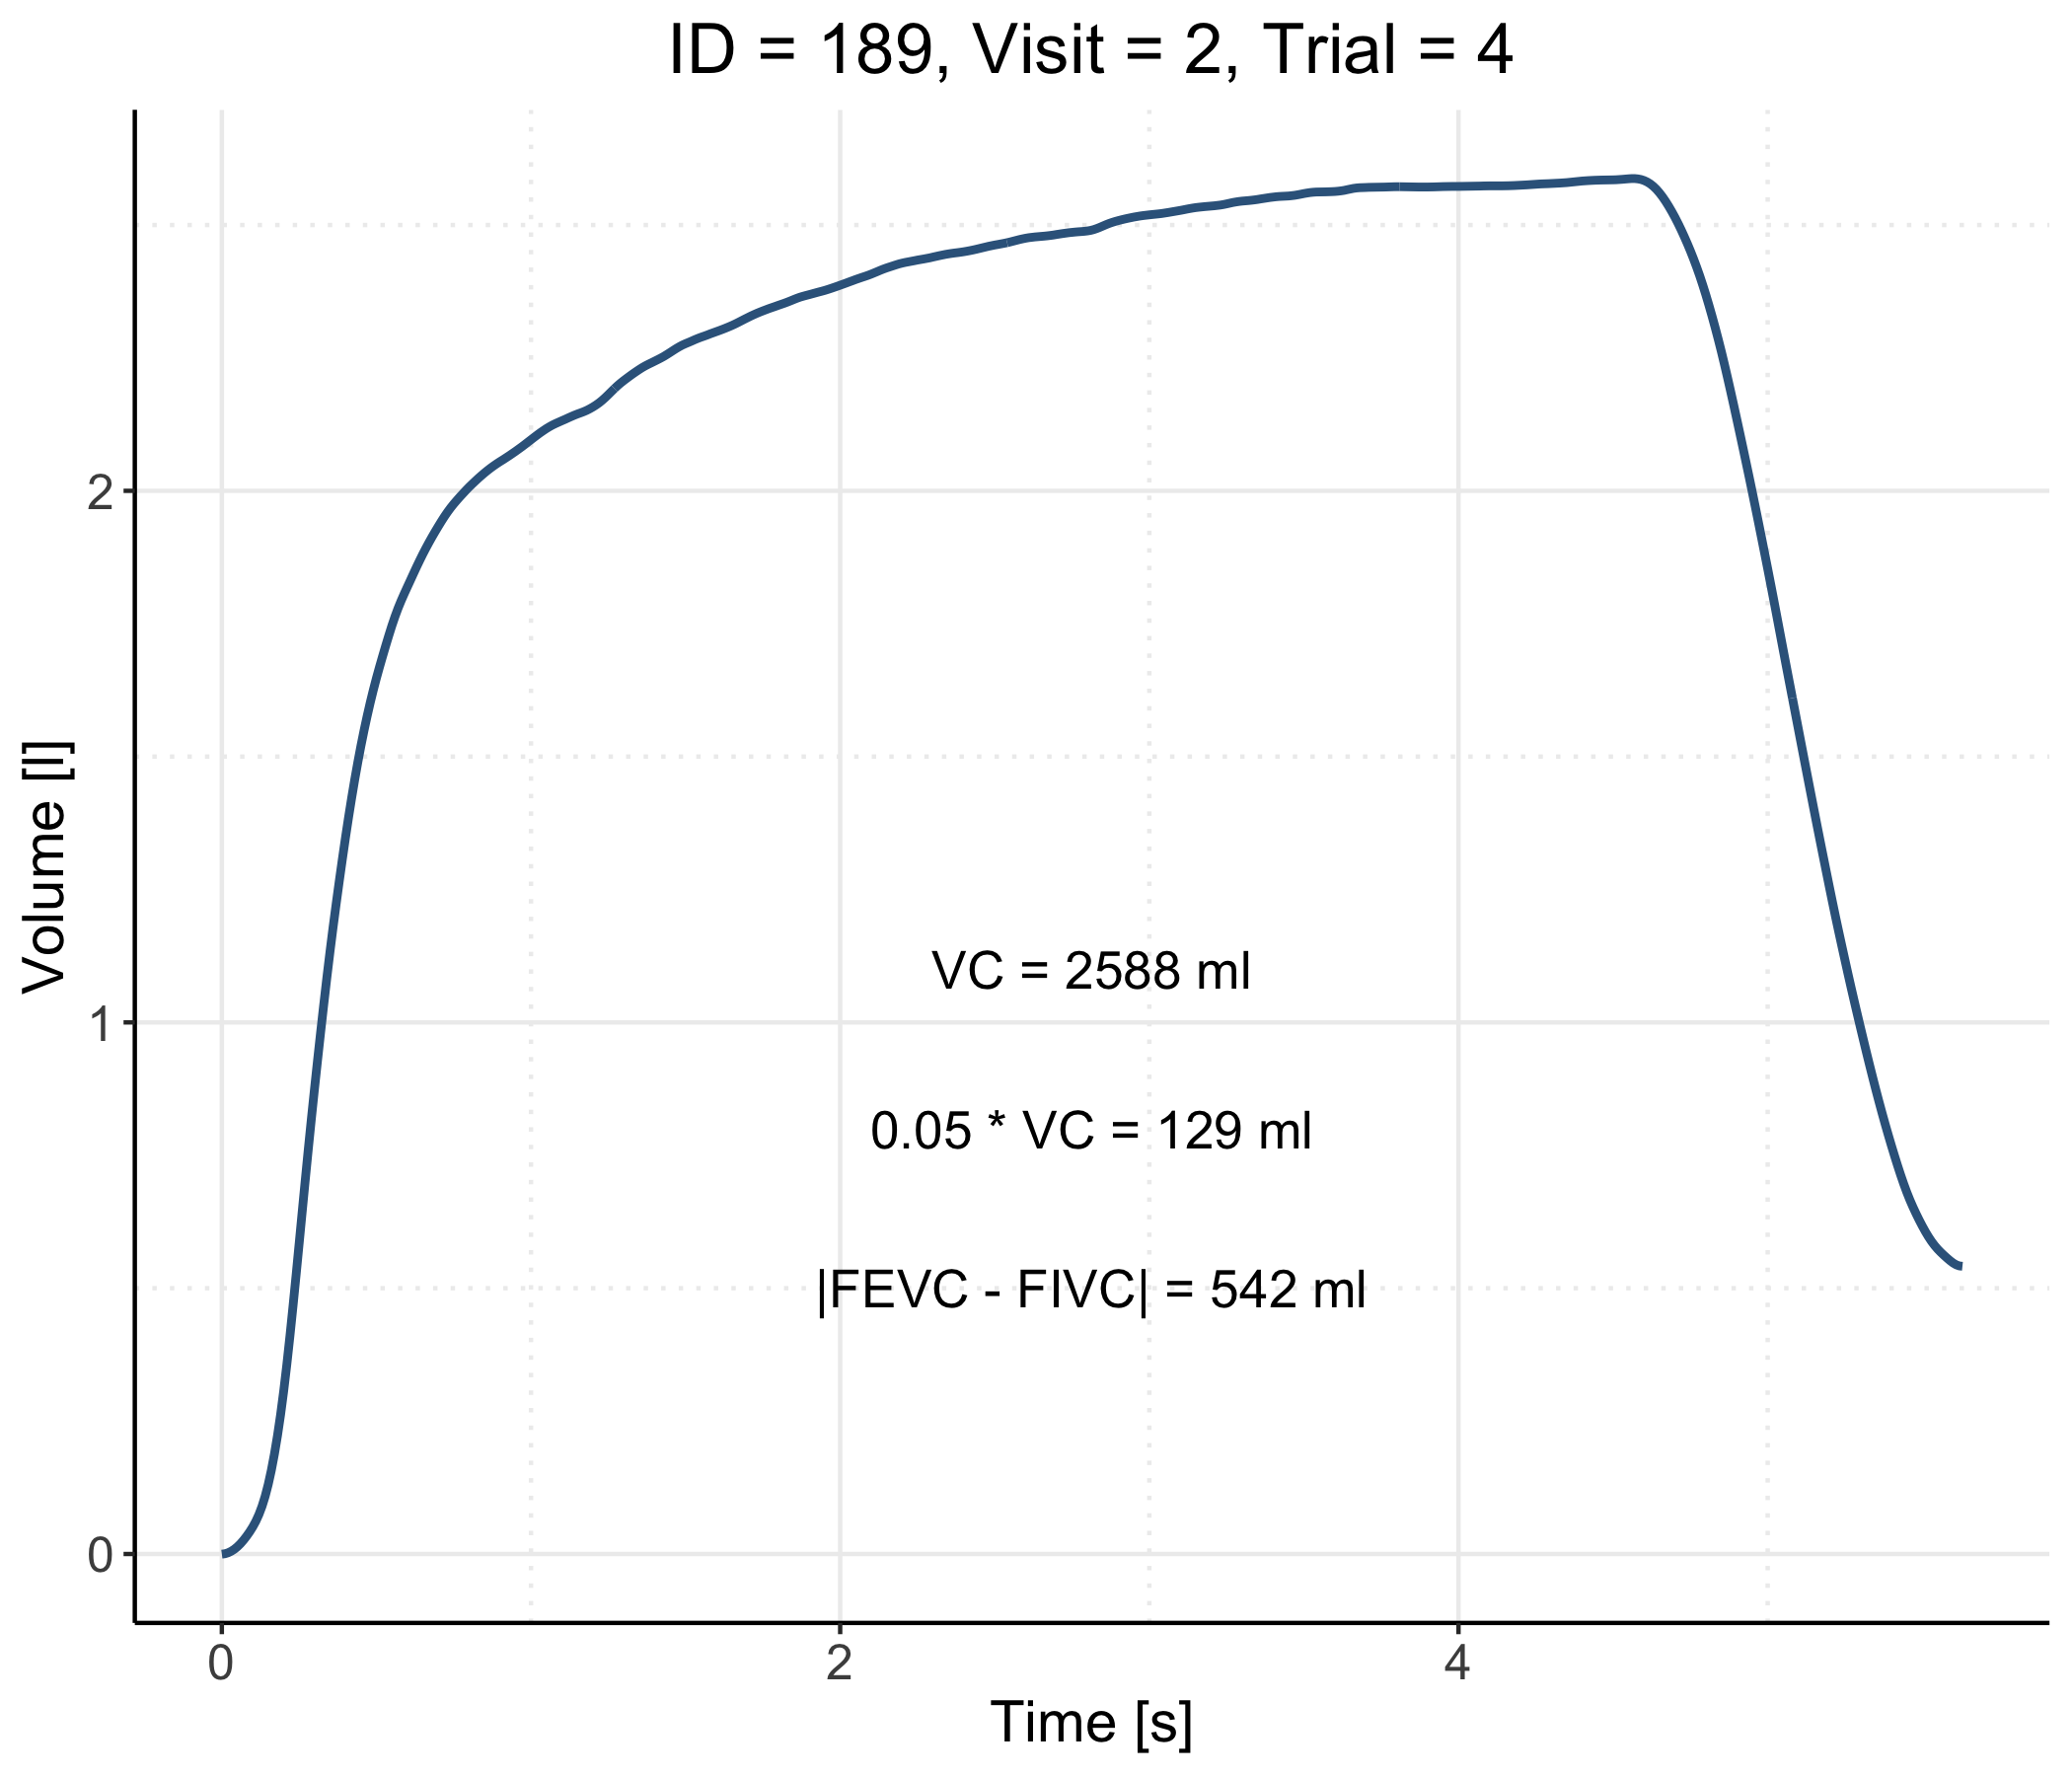 ID = 189, Visit = 2, Trial = 4
Volume [l]
2
1
0
VC = 2588 ml
0.05 * VC = 129 ml
|FEVC - FIVC| = 542 ml
0 2 4
Time [s]